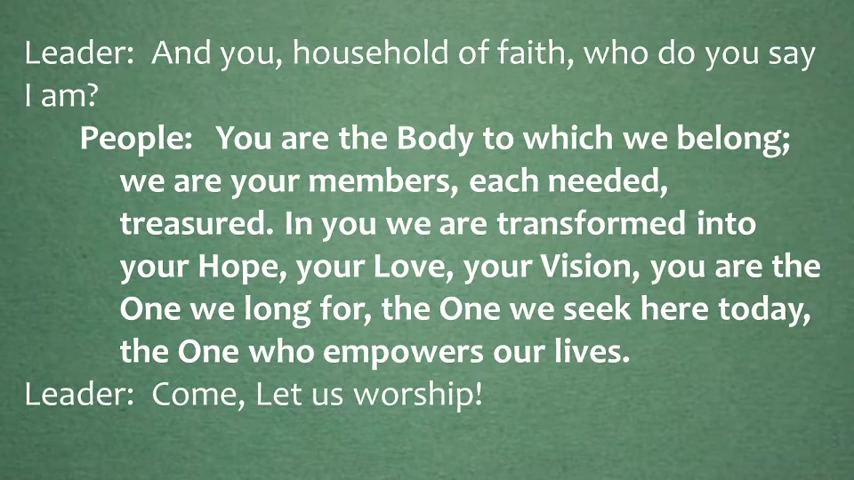 Leader:  And you, household of faith, who do you say
I am?
People:   You are the Body to which we belong;
we are your members, each needed,
treasured. In you we are transformed into
your Hope, your Love, your Vision, you are the
One we long for, the One we seek here today,
the One who empowers our lives.
Leader:  Come, Let us worship!